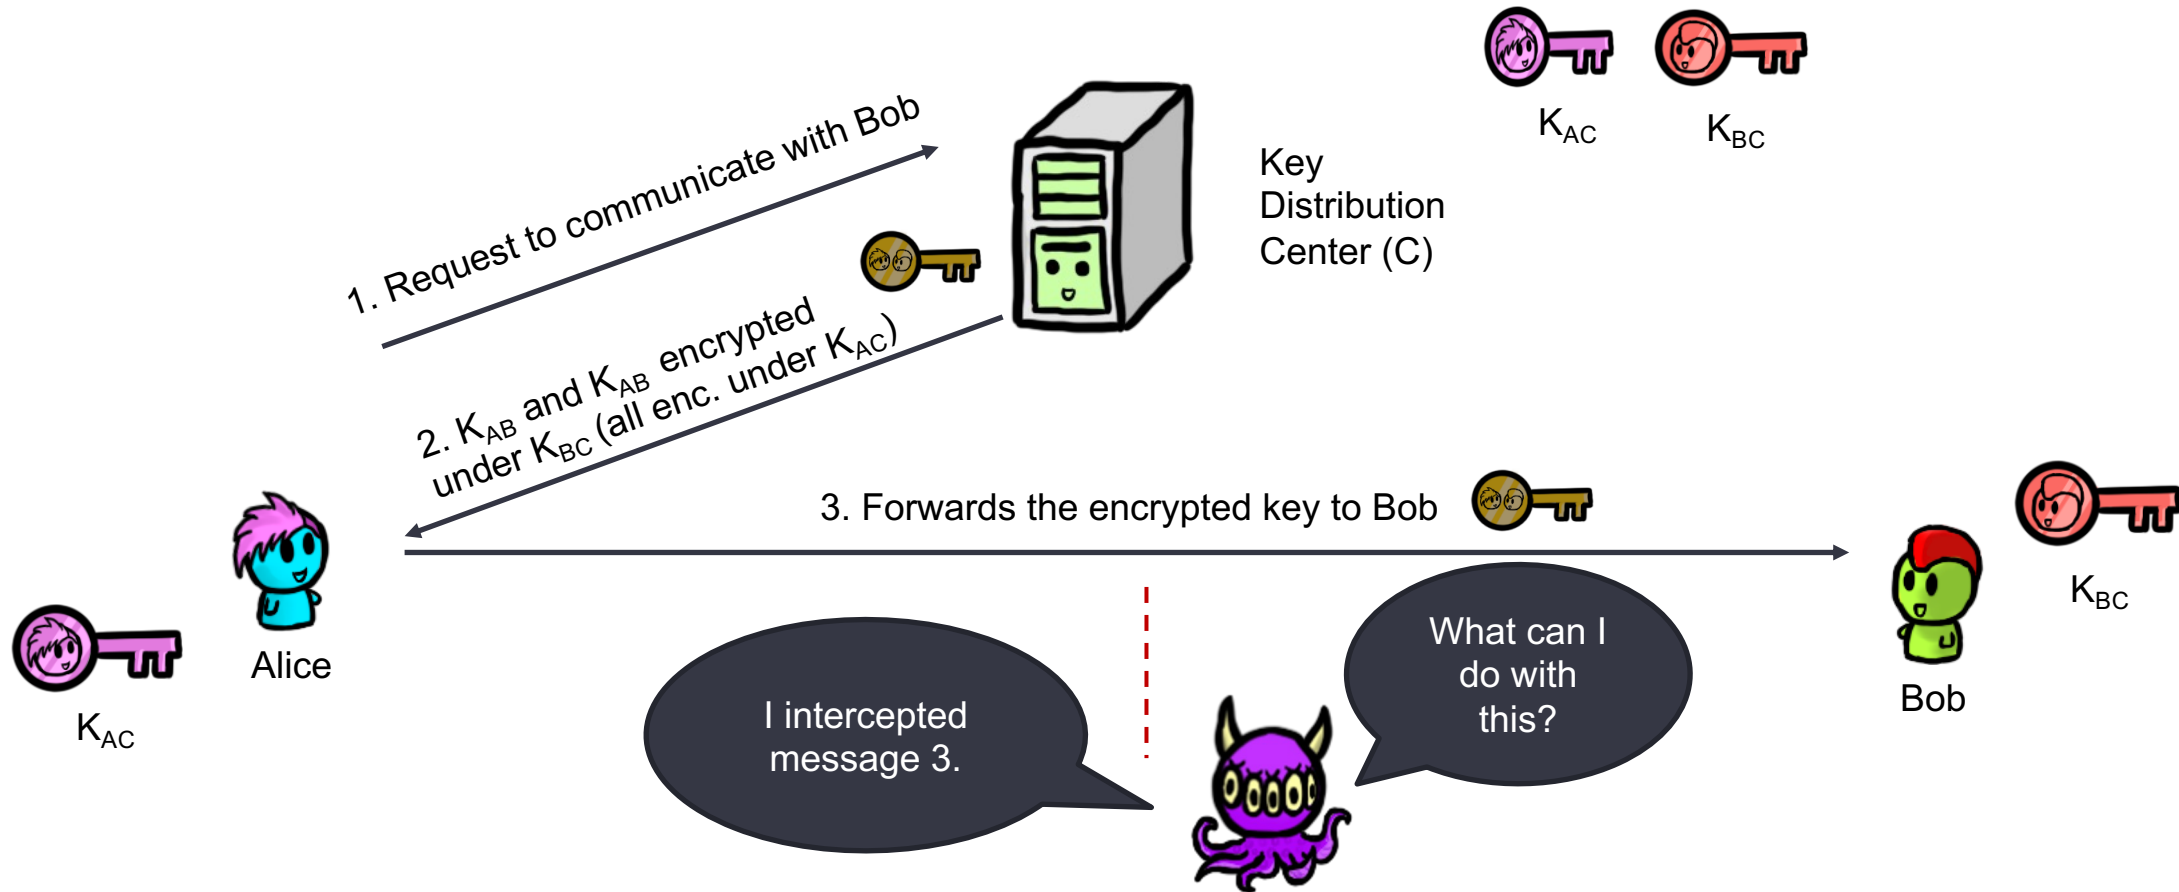 K_AC
K_BC
Key
Distribution
Center (C)
1. Request to communicate with Bob
2. K_AB and K_AB encrypted
under K_BC (all enc. under K_AC)
3. Forwards the encrypted key to Bob
Alice
K_AC
I intercepted
message 3.
What can I
do with
this?
K_BC
Bob